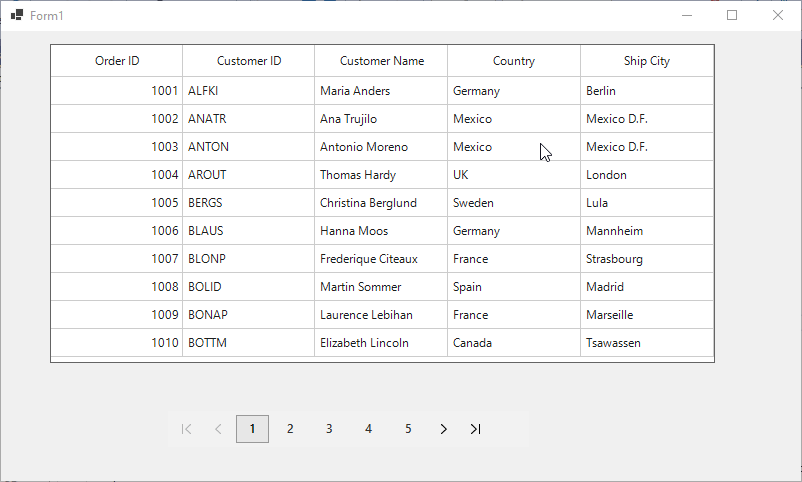 Form1
Order ID Customer ID Customer Name Country Ship City
1001 ALFKI Maria Anders Germany Berlin
1002 ANATR Ana Trujilo Mexico Mexico D.F.
1003 ANTON Antonio Moreno Mexico Mexico D.F.
1004 AROUT Thomas Hardy UK London
1005 BERGS Christina Berglund Sweden Lula
1006 BLAUS Hanna Moos Germany Mannheim
1007 BLONP Frederique Citeaux France Strasbourg
1008 BOLID Martin Sommer Spain Madrid
1009 BONAP Laurence Lebihan France Marseille
1010 BOTTM Elizabeth Lincoln Canada Tsawassen
1 2 3 4 5